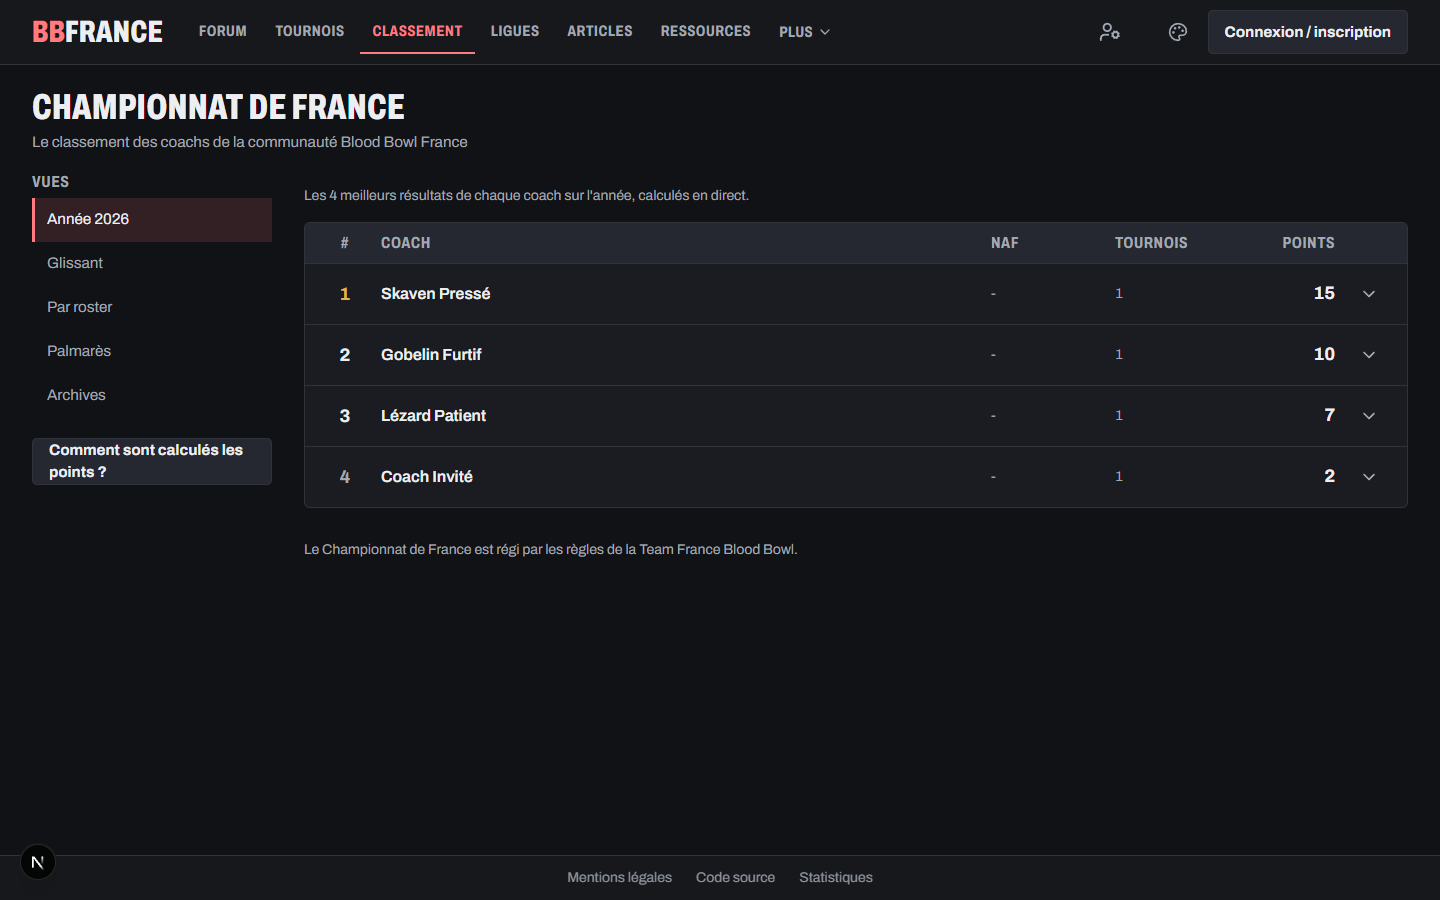 BBFRANCE FORUM TOURNOIS CLASSEMENT LIGUES ARTICLES RESSOURCES PLUS Connexion / inscription
CHAMPIONNAT DE FRANCE
Le classement des coachs de la communauté Blood Bowl France
VUES
Année 2026
Glissant
Par roster
Palmarès
Archives
Comment sont calculés les
points ?
Les 4 meilleurs résultats de chaque coach sur l'année, calculés en direct.
# COACH NAF TOURNOIS POINTS
1 Skaven Pressé - 1 15
2 Gobelin Furtif - 1 10
3 Lézard Patient - 1 7
4 Coach Invité - 1 2
Le Championnat de France est régi par les règles de la Team France Blood Bowl.
N
Mentions légales Code source Statistiques